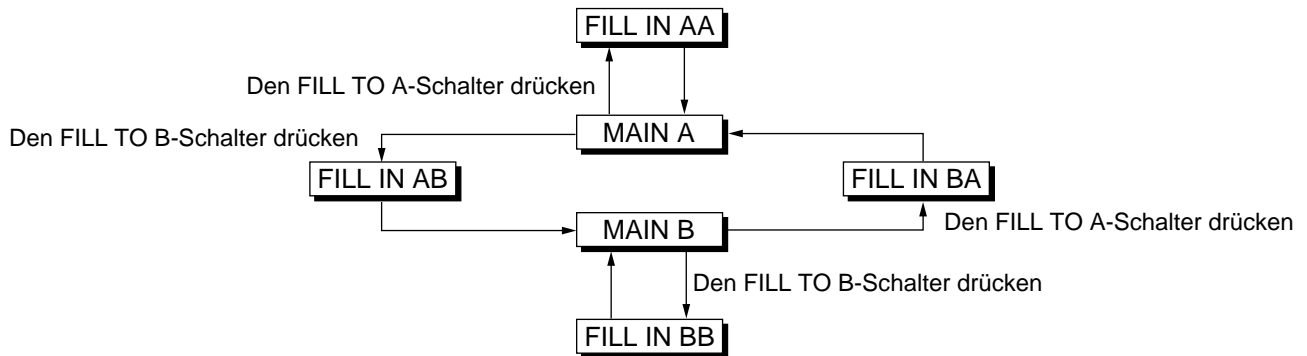 FILL IN AA
Den FILL TO A-Schalter drücken
MAIN A
Den FILL TO B-Schalter drücken
FILL IN AB
FILL IN BA
MAIN B
Den FILL TO A-Schalter drücken
Den FILL TO B-Schalter drücken
FILL IN BB